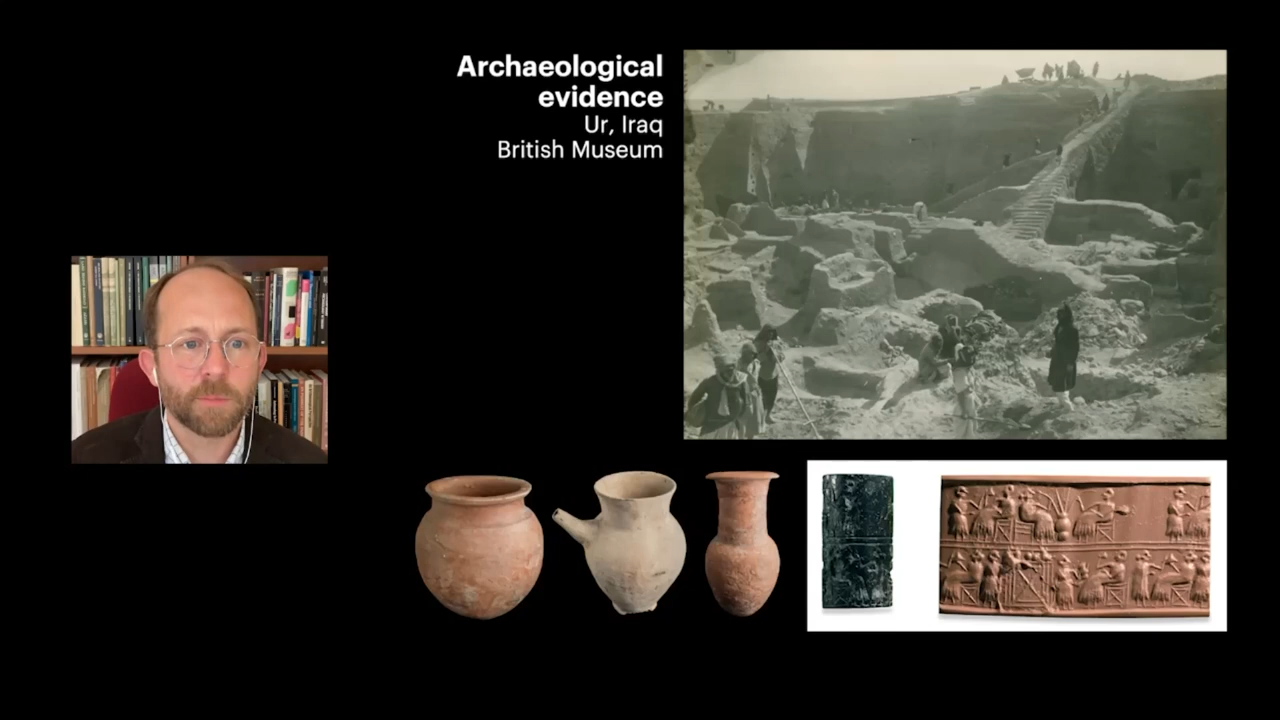 Archaeological
evidence
Ur, Iraq
British Museum